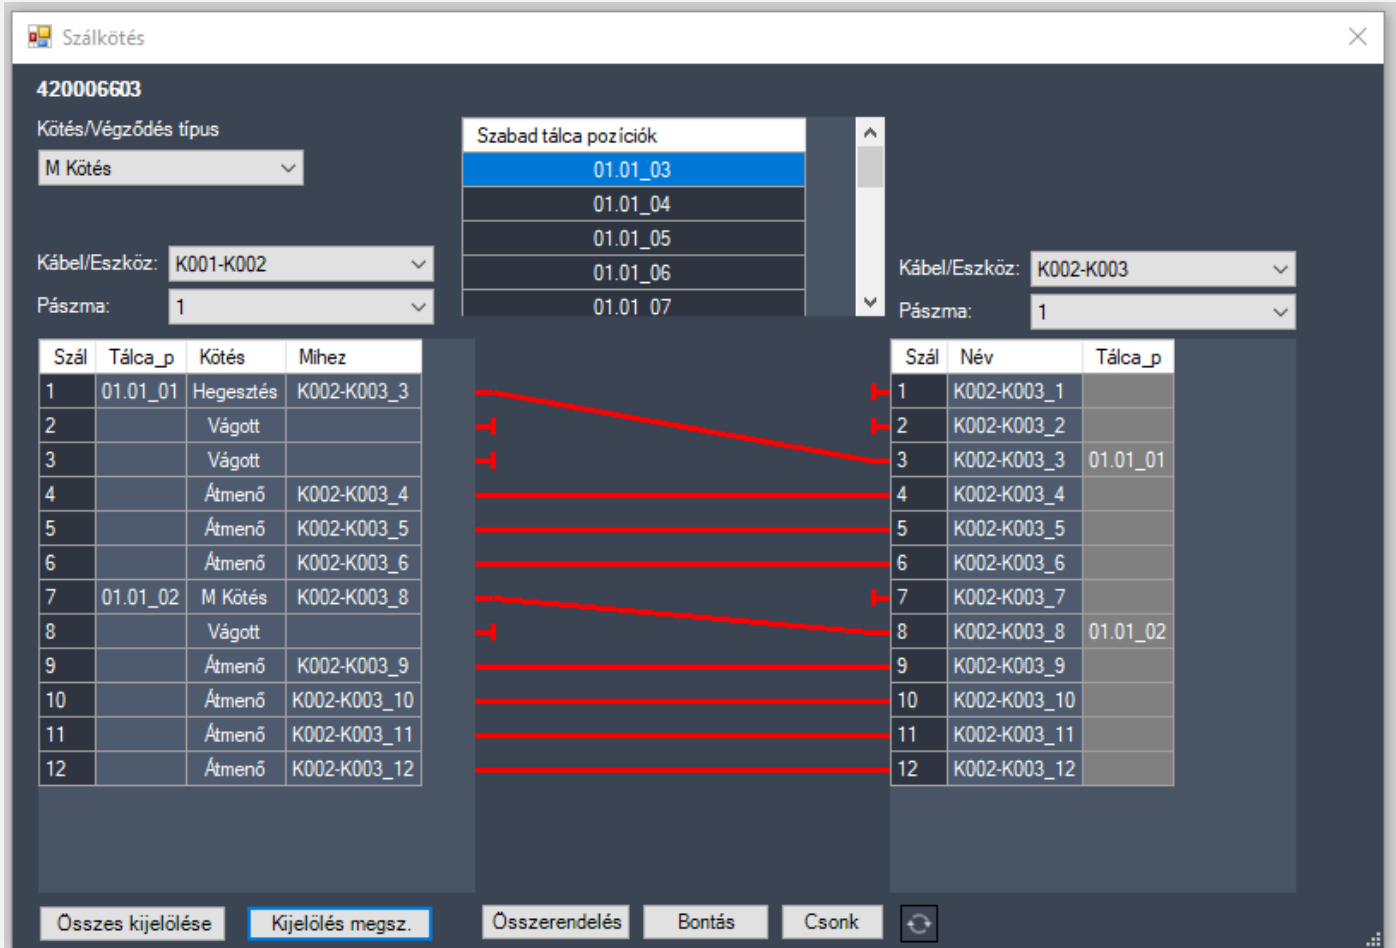 Szálkötés
420006603
Kötés/Végződés típus
M Kötés
Szabad tálca pozíciók
01.01_03
01.01_04
01.01_05
01.01_06
01.01_07
Kábel/Eszköz: K001-K002
Pászma: 1
Kábel/Eszköz: K002-K003
Pászma: 1
Szál Tálca_p Kötés Mihez
1 01.01_01 Hegesztés K002-K003_3
2 Vágott
3 Vágott
4 Átmenő K002-K003_4
5 Átmenő K002-K003_5
6 Átmenő K002-K003_6
7 01.01_02 M Kötés K002-K003_8
8 Vágott
9 Átmenő K002-K003_9
10 Átmenő K002-K003_10
11 Átmenő K002-K003_11
12 Átmenő K002-K003_12
Szál Név Tálca_p
1 K002-K003_1
2 K002-K003_2
3 K002-K003_3 01.01_01
4 K002-K003_4
5 K002-K003_5
6 K002-K003_6
7 K002-K003_7
8 K002-K003_8 01.01_02
9 K002-K003_9
10 K002-K003_10
11 K002-K003_11
12 K002-K003_12
Összes kijelölése Kijelölés megsz. Összerendelés Bontás Csonk